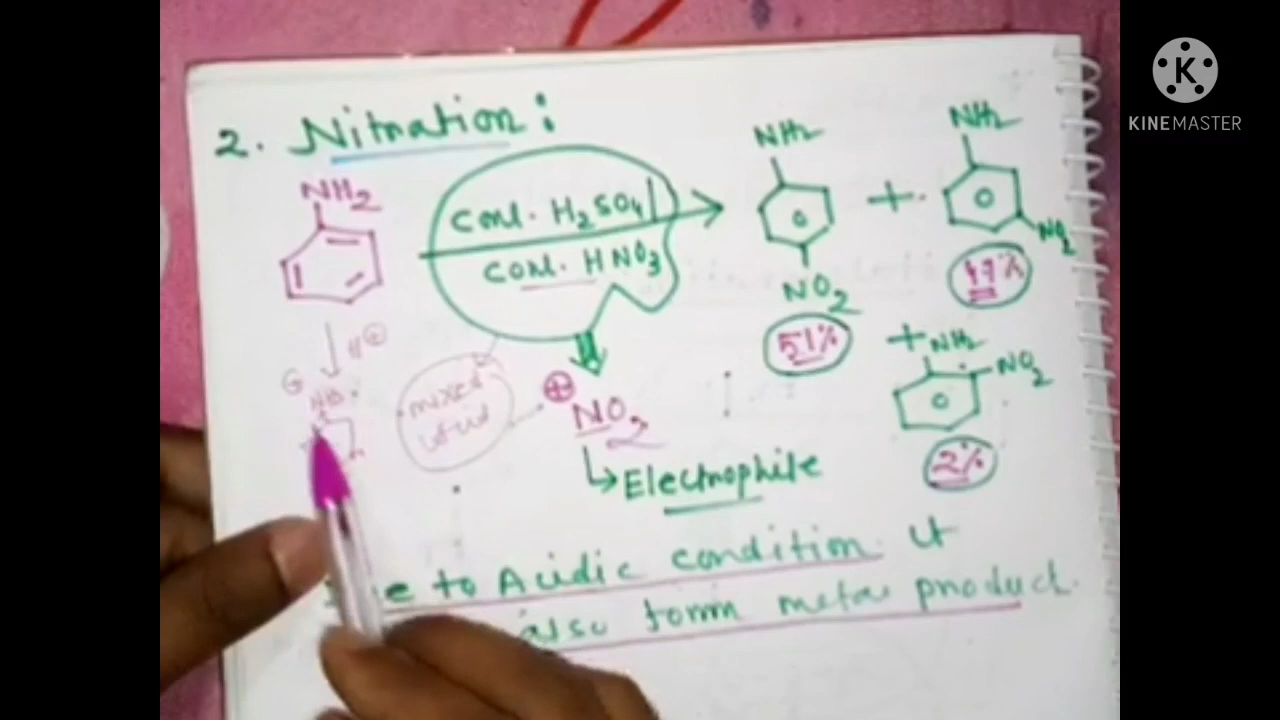 2. Nitration:
NH2
conc. H2SO4
conc. HNO3
NH2
NO2
51%
+
NH2
NO2
47%
+
NH2
NO2
2%
H⊕
mixed
acid
⊕
NO2
Electrophile
to Acidic condition it
also form meta product.
K
KINEMASTER